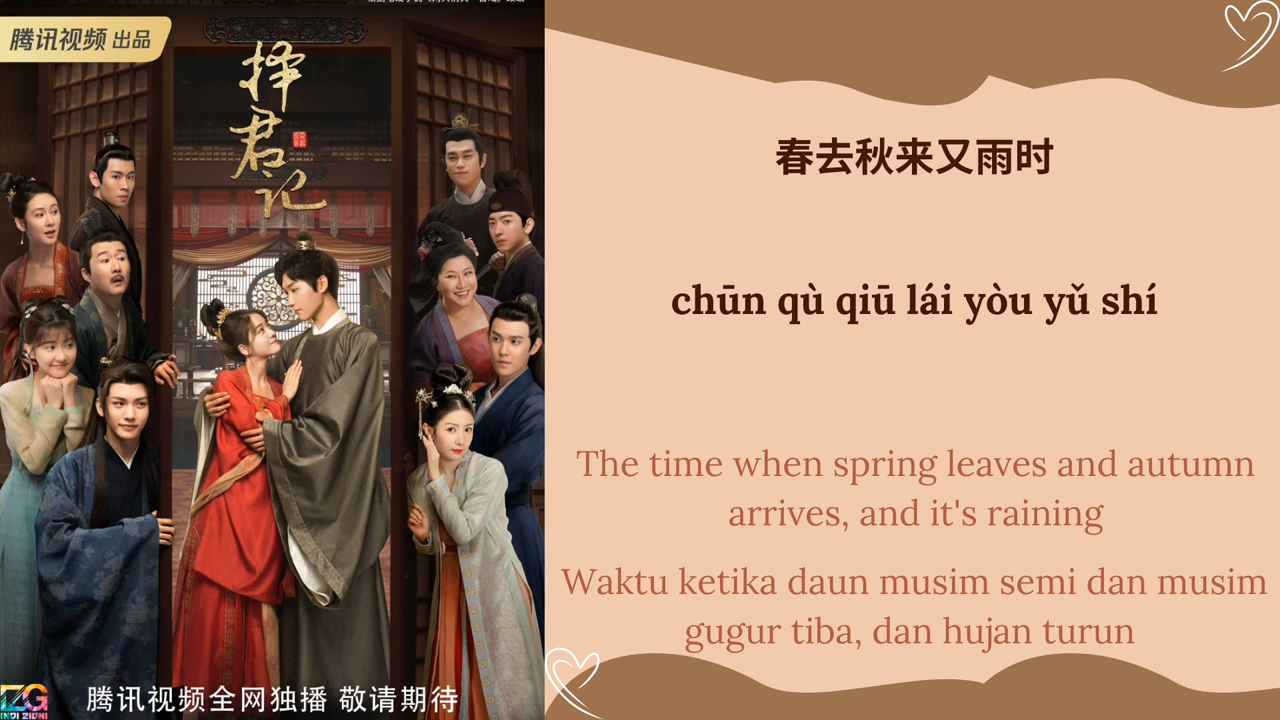 腾讯视频 出品
择君记
春去秋来又雨时
chūn qù qiū lái yòu yǔ shí
The time when spring leaves and autumn
arrives, and it's raining
Waktu ketika daun musim semi dan musim
gugur tiba, dan hujan turun
腾讯视频全网独播 敬请期待